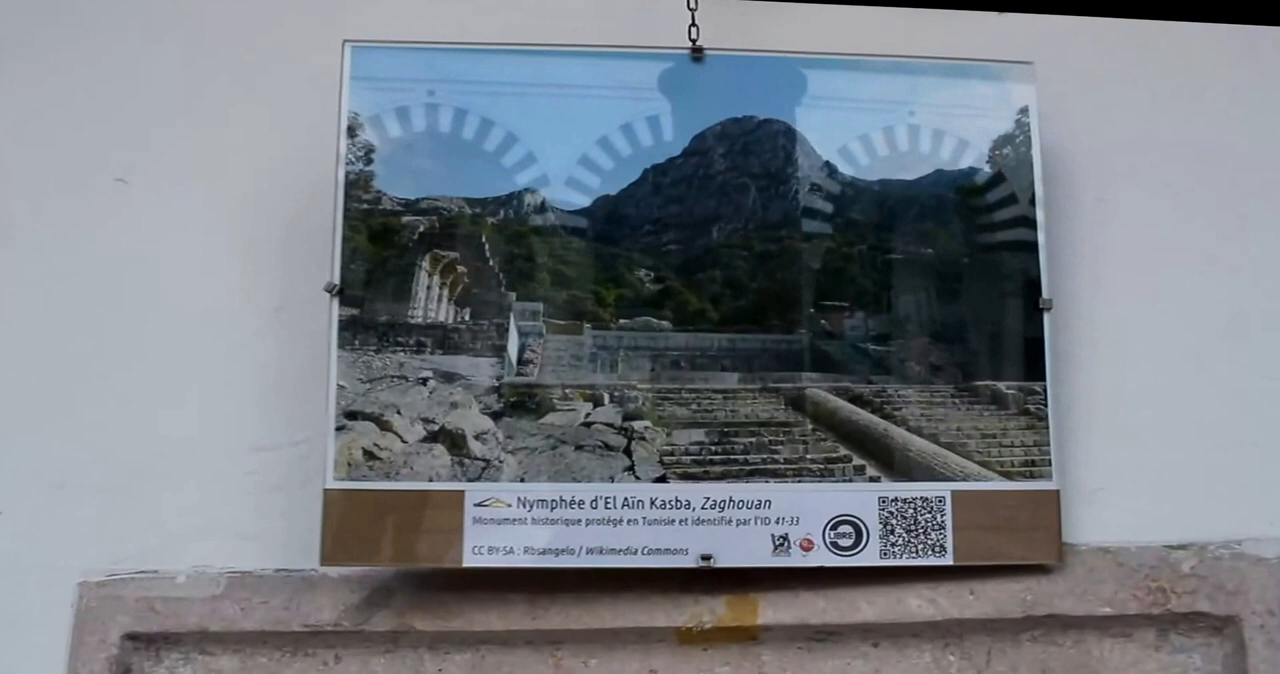 Nymphée d'El Aïn Kasba, Zaghouan
Monument historique protégé en Tunisie et identifié par l'ID 41-33
LIBRE
CC BY-SA : Rbsangelo / Wikimedia Commons